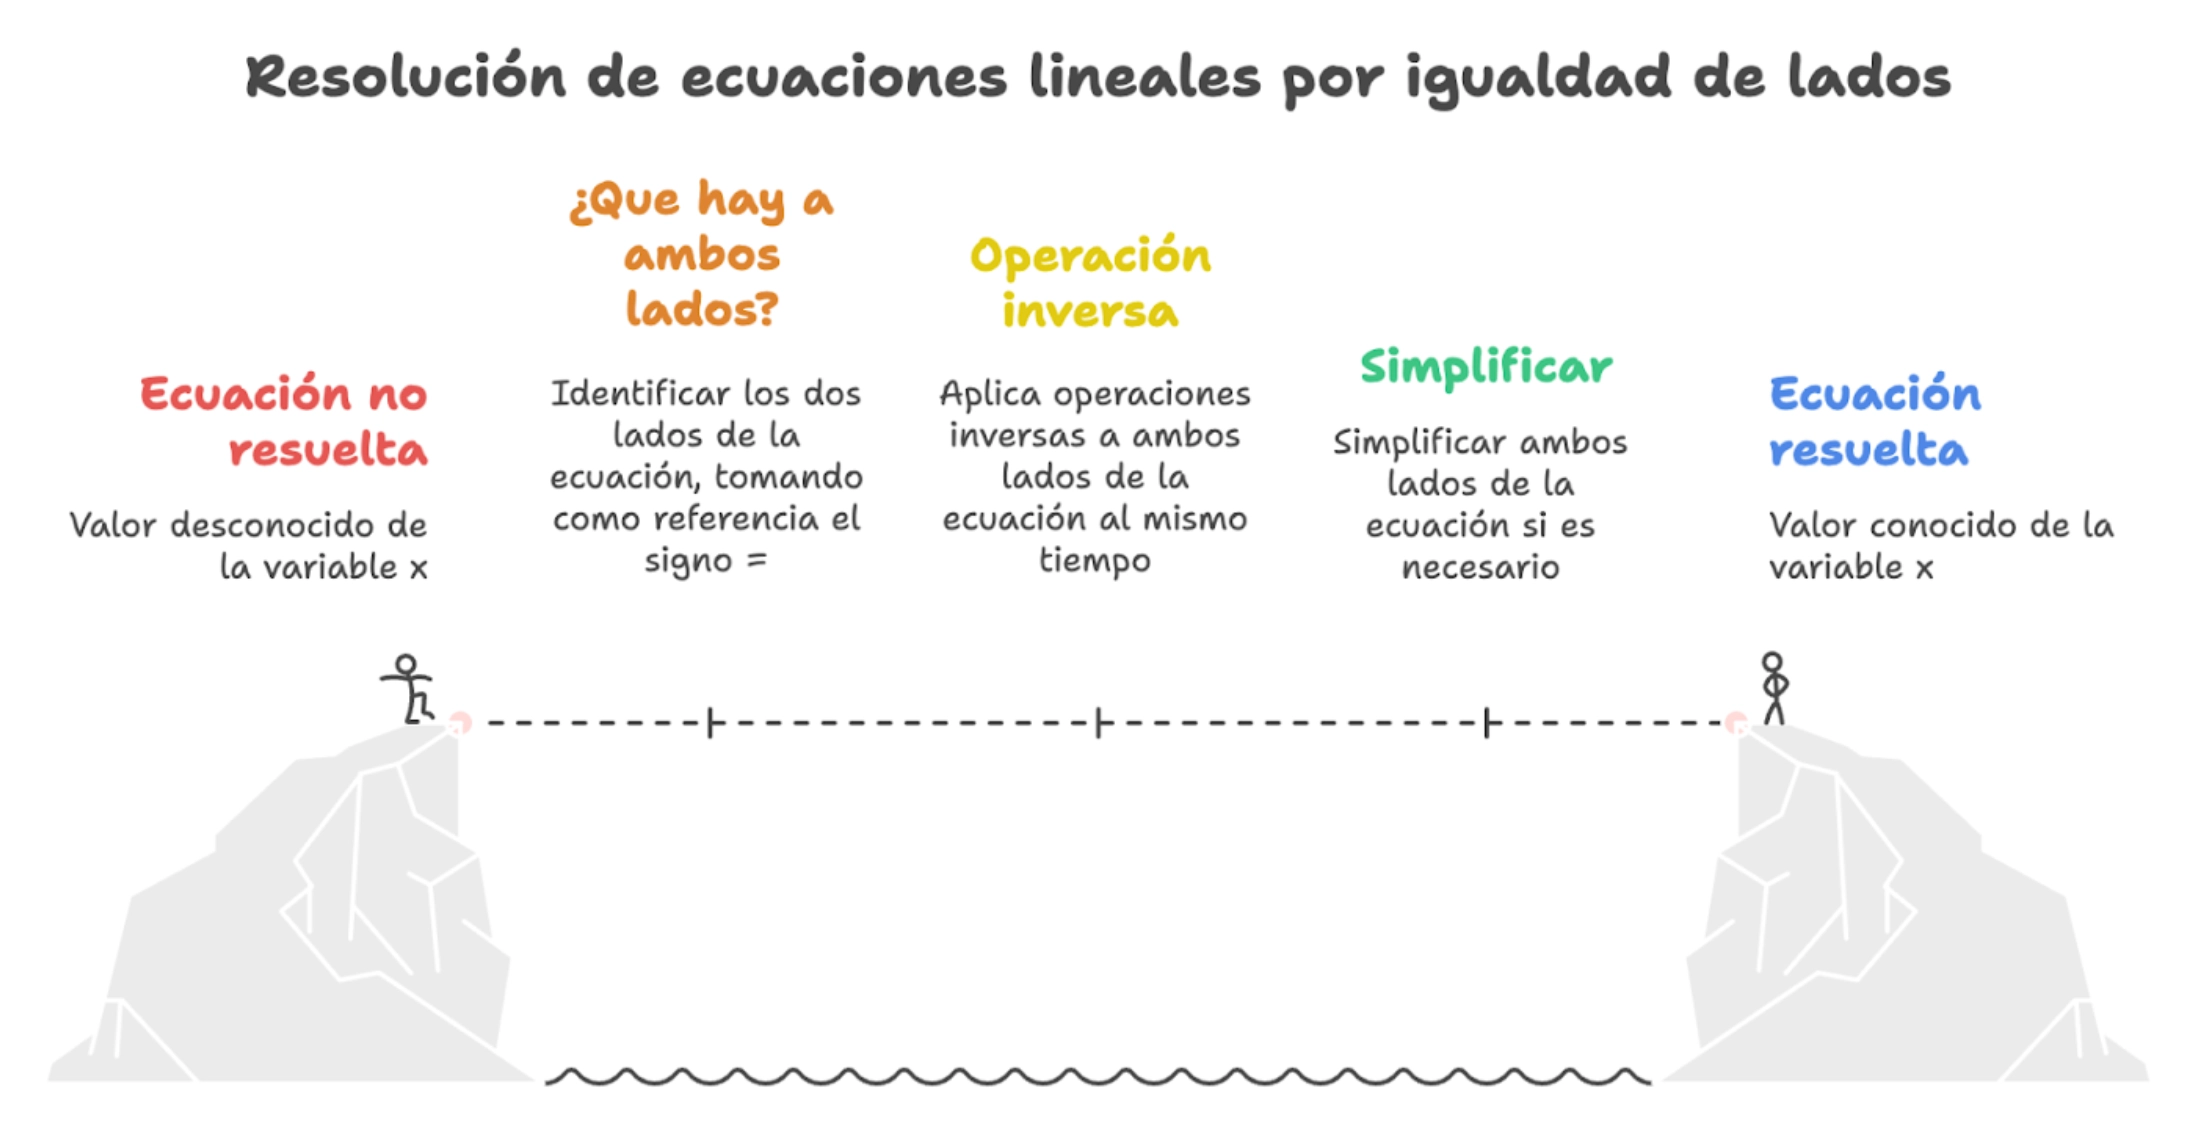 Resolución de ecuaciones lineales por igualdad de lados
Ecuación no
resuelta
Valor desconocido de
la variable x
¿Que hay a
ambos
lados?
Identificar los dos
lados de la
ecuación, tomando
como referencia el
signo =
Operación
inversa
Aplica operaciones
inversas a ambos
lados de la
ecuación al mismo
tiempo
Simplificar
Simplificar ambos
lados de la
ecuación si es
necesario
Ecuación
resuelta
Valor conocido de la
variable x